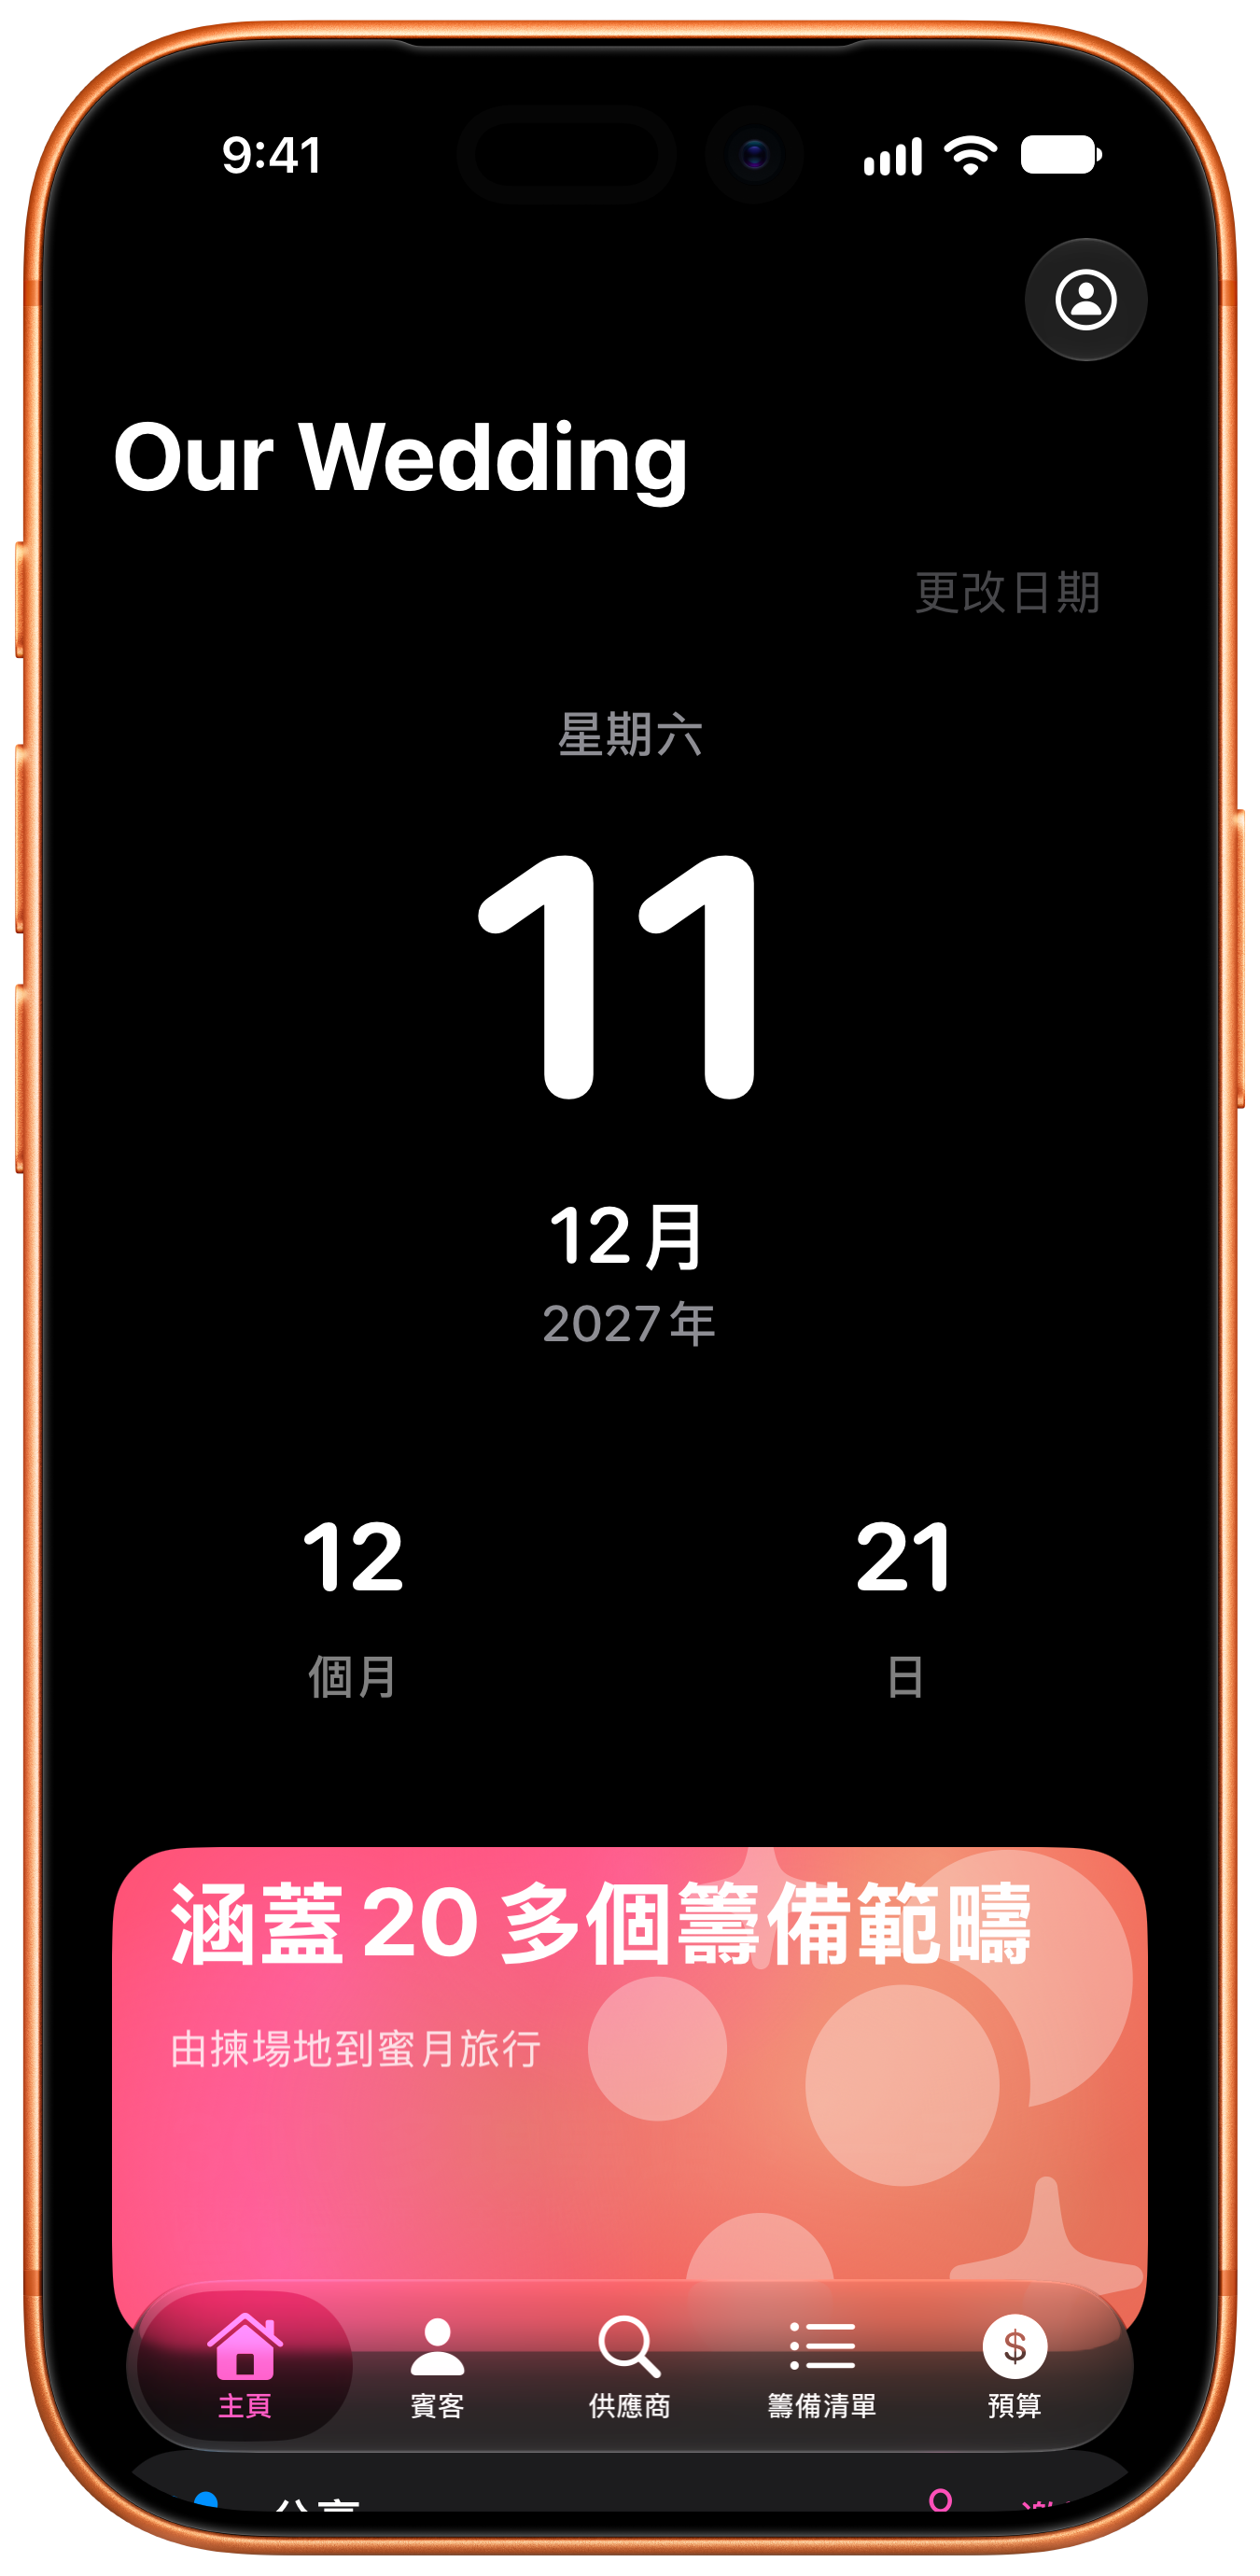 9:41
Our Wedding
更改日期
星期六
11
12月
2027年
12
21
個月
日
涵蓋 20 多個籌備範疇
由揀場地到蜜月旅行
主頁
賓客
供應商
籌備清單
預算